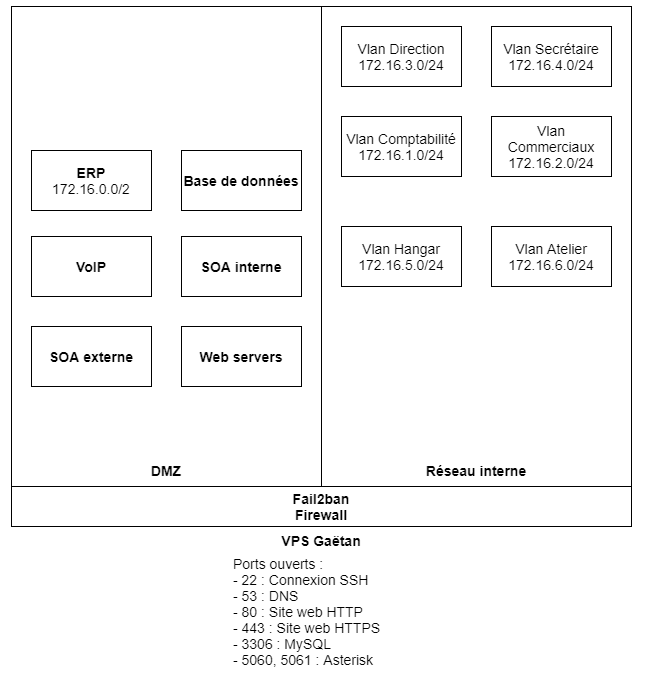 Vlan Direction
172.16.3.0/24
Vlan Secrétaire
172.16.4.0/24
Vlan Comptabilité
172.16.1.0/24
Vlan
Commerciaux
172.16.2.0/24
ERP
172.16.0.0/2
Base de données
VoIP
SOA interne
Vlan Hangar
172.16.5.0/24
Vlan Atelier
172.16.6.0/24
SOA externe
Web servers
DMZ
Réseau interne
Fail2ban
Firewall
VPS Gaëtan
Ports ouverts :
- 22 : Connexion SSH
- 53 : DNS
- 80 : Site web HTTP
- 443 : Site web HTTPS
- 3306 : MySQL
- 5060, 5061 : Asterisk